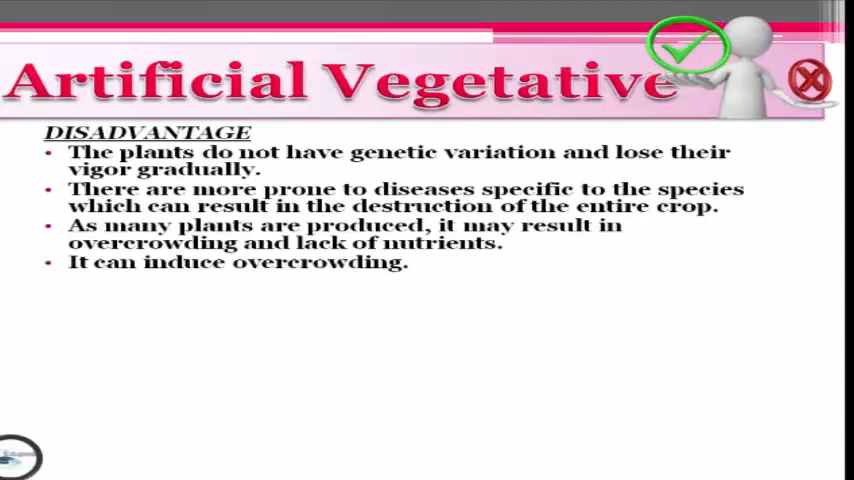 Artificial Vegetative
DISADVANTAGE
• The plants do not have genetic variation and lose their
vigor gradually.
• There are more prone to diseases specific to the species
which can result in the destruction of the entire crop.
• As many plants are produced, it may result in
overcrowding and lack of nutrients.
• It can induce overcrowding.